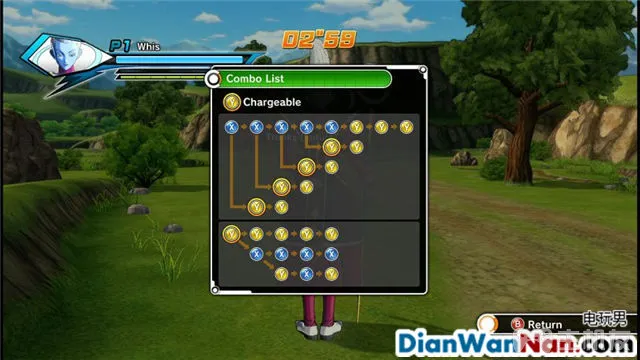 P1 Whis
02"59
Combo List
Y Chargeable
X X X X X Y Y Y
Y Y
Y Y
Y Y
Y Y
Y Y Y Y Y
X X X X
Y X Y
B Return
电玩男
DianWanNan.com